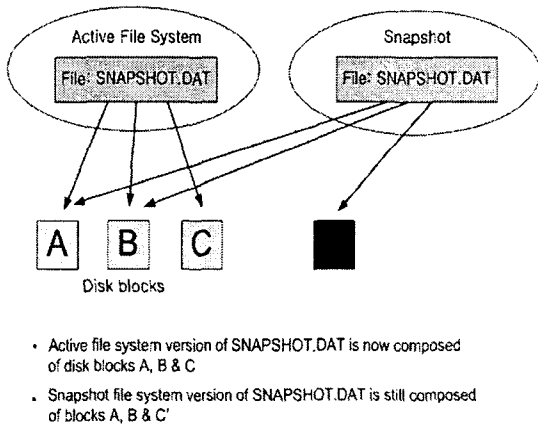 Active File System
Snapshot
File: SNAPSHOT.DAT
File: SNAPSHOT.DAT
A
B
C
Disk blocks
• Active file system version of SNAPSHOT.DAT is now composed
of disk blocks A, B & C
• Snapshot file system version of SNAPSHOT.DAT is still composed
of blocks A, B & C'